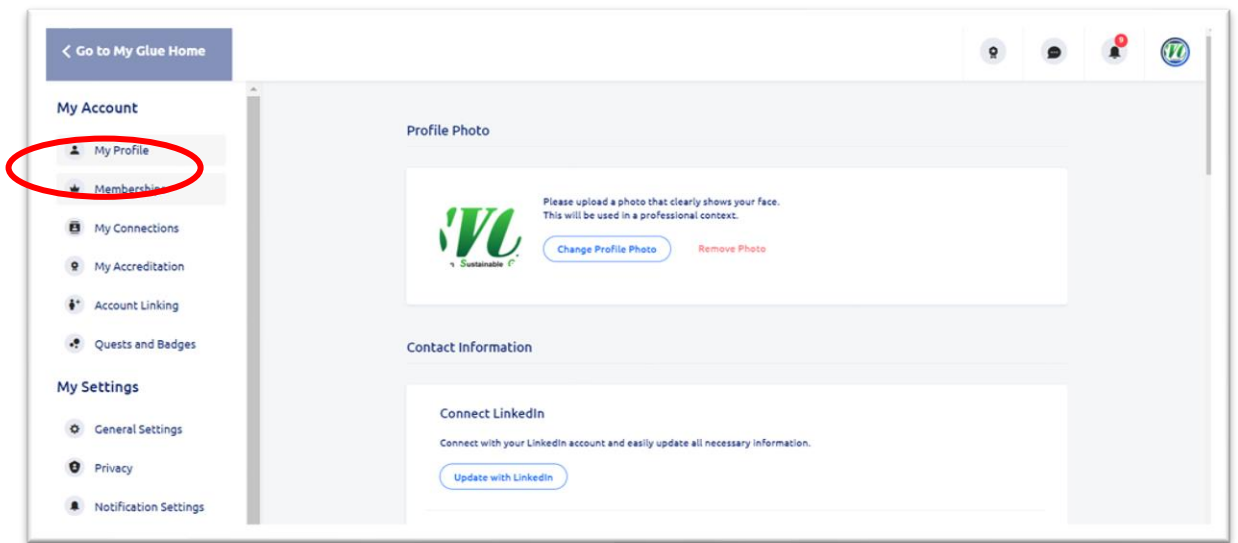 < Go to My Glue Home
9
My Account
My Profile
Memberships
My Connections
My Accreditation
Account Linking
Quests and Badges
My Settings
General Settings
Privacy
Notification Settings
Profile Photo
Sustainable
Please upload a photo that clearly shows your face.
This will be used in a professional context.
Change Profile Photo
Remove Photo
Contact Information
Connect LinkedIn
Connect with your LinkedIn account and easily update all necessary information.
Update with LinkedIn